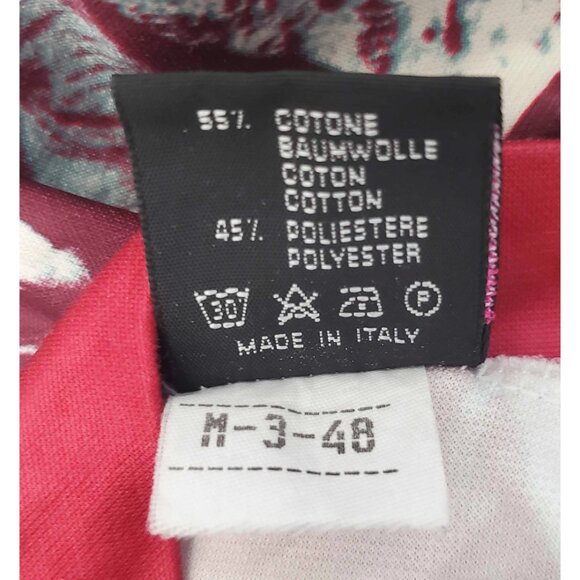 55% COTONE
BAUMWOLLE
COTON
COTTON
45% POLIESTERE
POLYESTER
30 P
MADE IN ITALY
M-3-48